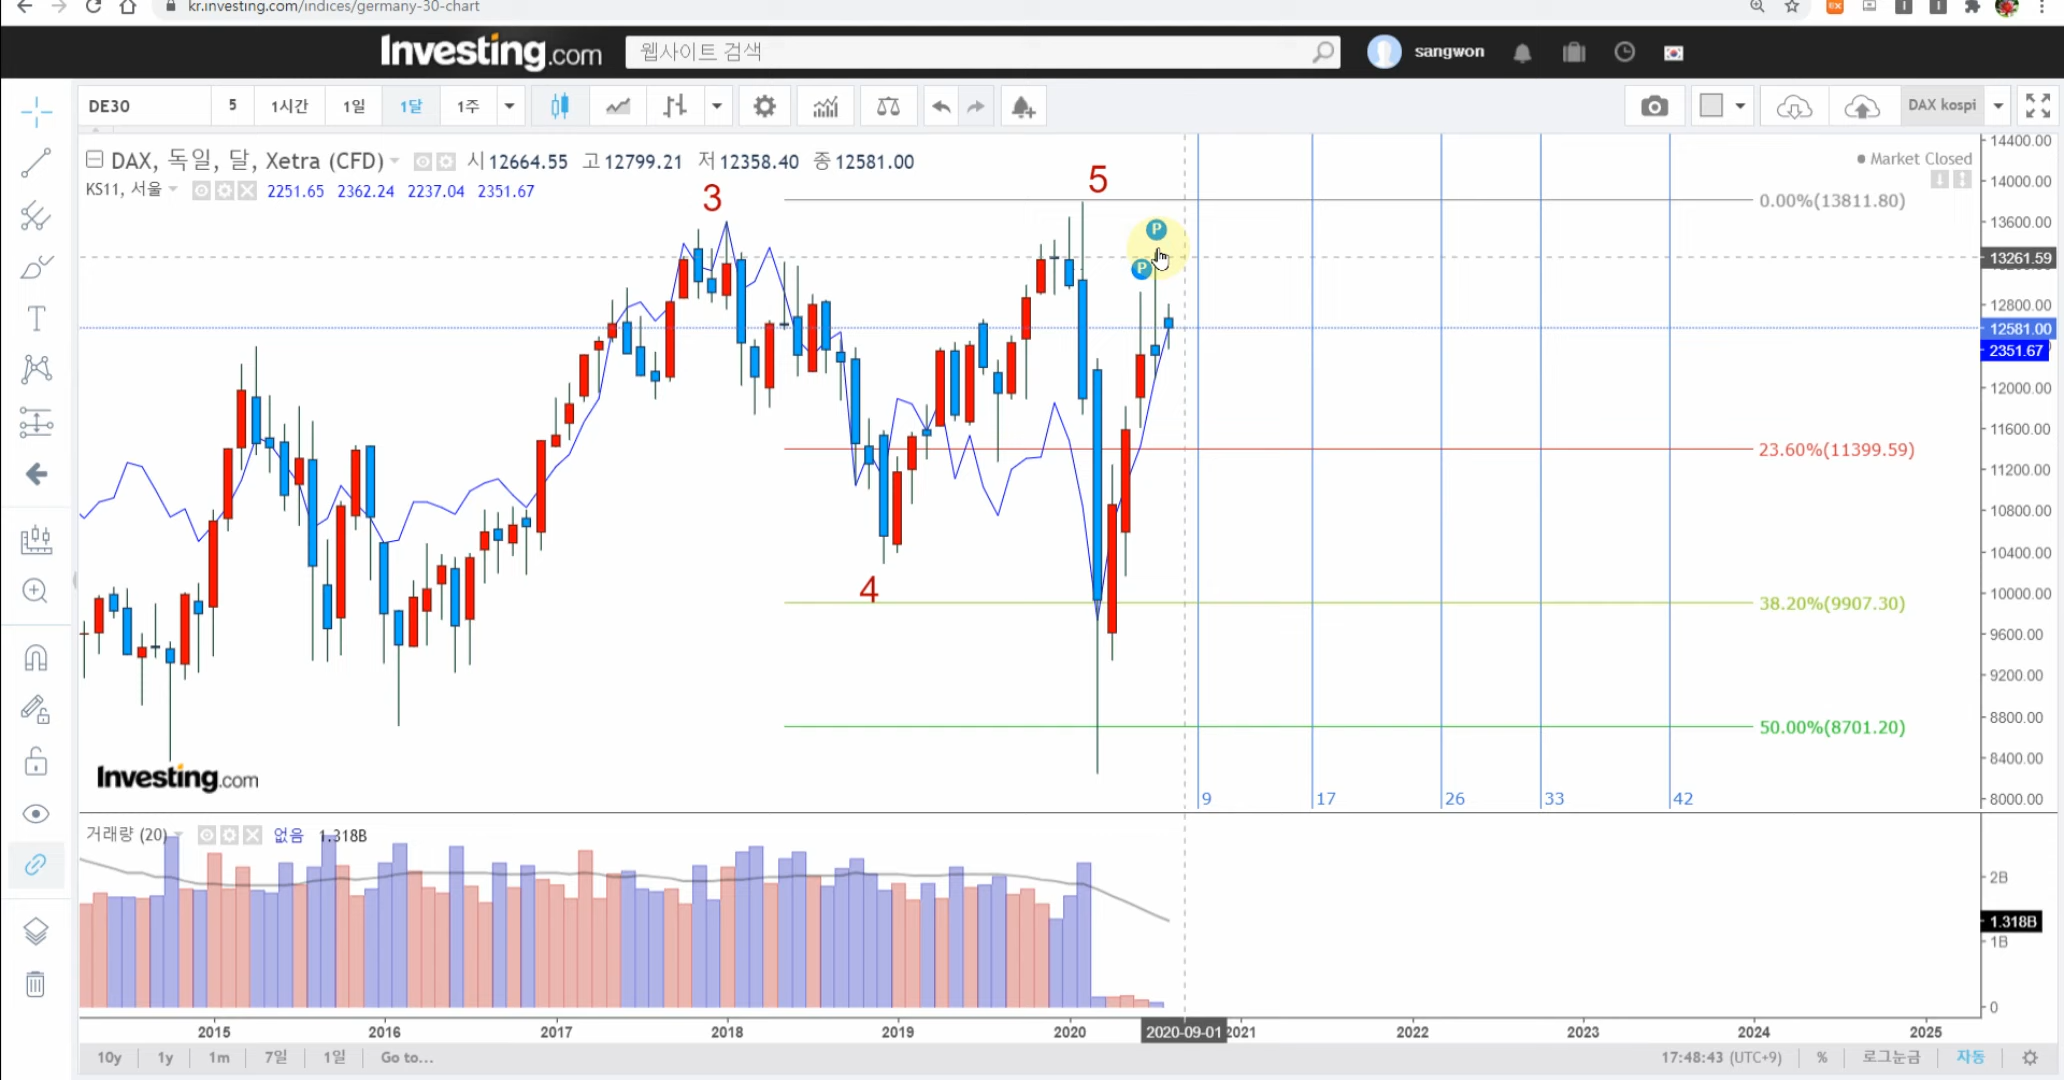 kr.investing.com/indices/germany-30-chart
Investing.com
웹사이트 검색
sangwon
DE30 5 1시간 1일 1달 1주
DAX kospi
DAX, 독일, 달, Xetra (CFD) 시 12664.55 고 12799.21 저 12358.40 종 12581.00
KS11, 서울 2251.65 2362.24 2237.04 2351.67
Market Closed
3
5
4
P
P
0.00%(13811.80)
23.60%(11399.59)
38.20%(9907.30)
50.00%(8701.20)
14400.00
14000.00
13600.00
13261.59
12800.00
12581.00
2351.67
12000.00
11600.00
11200.00
10800.00
10400.00
10000.00
9600.00
9200.00
8800.00
8400.00
8000.00
Investing.com
9 17 26 33 42
거래량 (20) 없음 1.318B
2B
1.318B
1B
0
2015 2016 2017 2018 2019 2020 2020-09-01 2021 2022 2023 2024 2025
10y 1y 1m 7일 1일 Go to...
17:48:43 (UTC+9) % 로그눈금 자동